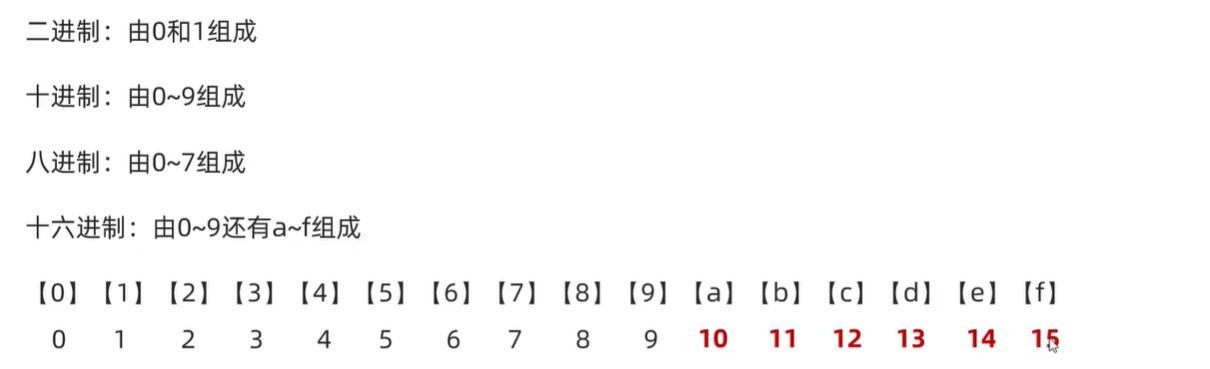 二进制：由0和1组成
十进制：由0~9组成
八进制：由0~7组成
十六进制：由0~9还有a~f组成
【0】【1】【2】【3】【4】【5】【6】【7】【8】【9】【a】【b】【c】【d】【e】【f】
0 1 2 3 4 5 6 7 8 9 10 11 12 13 14 15